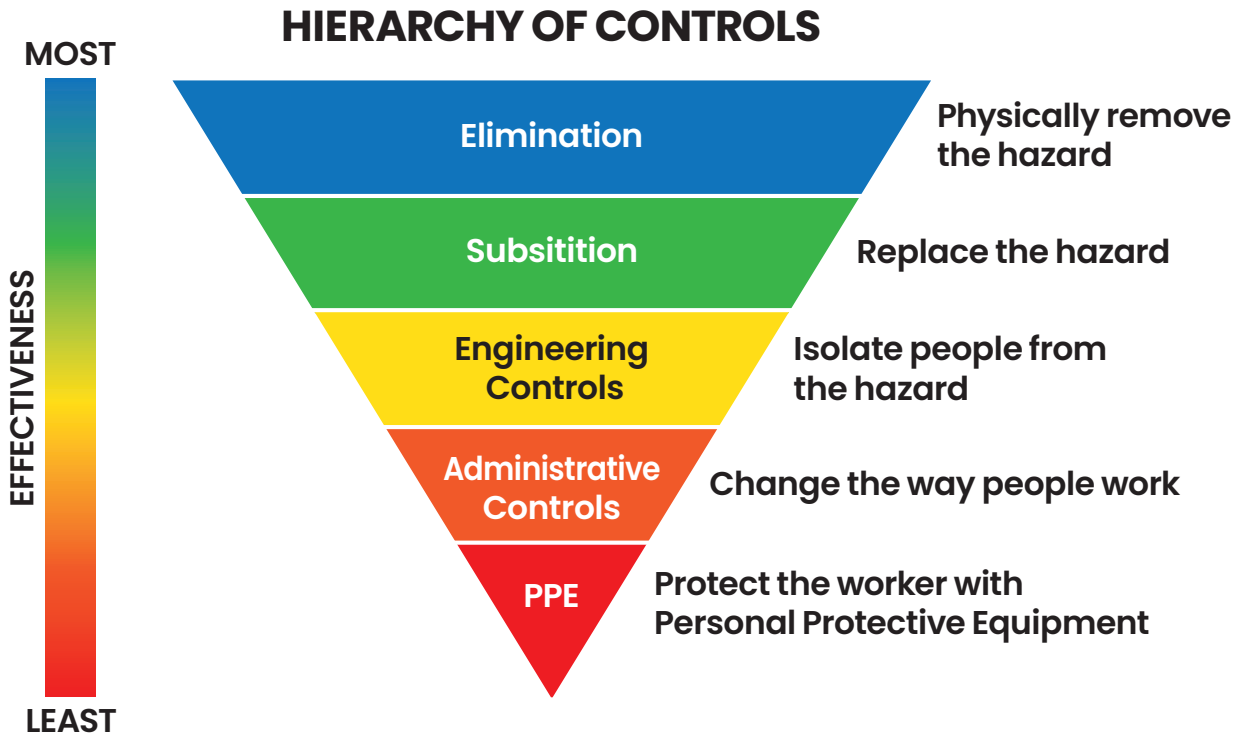 HIERARCHY OF CONTROLS
MOST
Elimination
Physically remove
the hazard
Subsitition
Replace the hazard
EFFECTIVENESS
Engineering
Controls
Isolate people from
the hazard
Administrative
Controls
Change the way people work
PPE
Protect the worker with
Personal Protective Equipment
LEAST